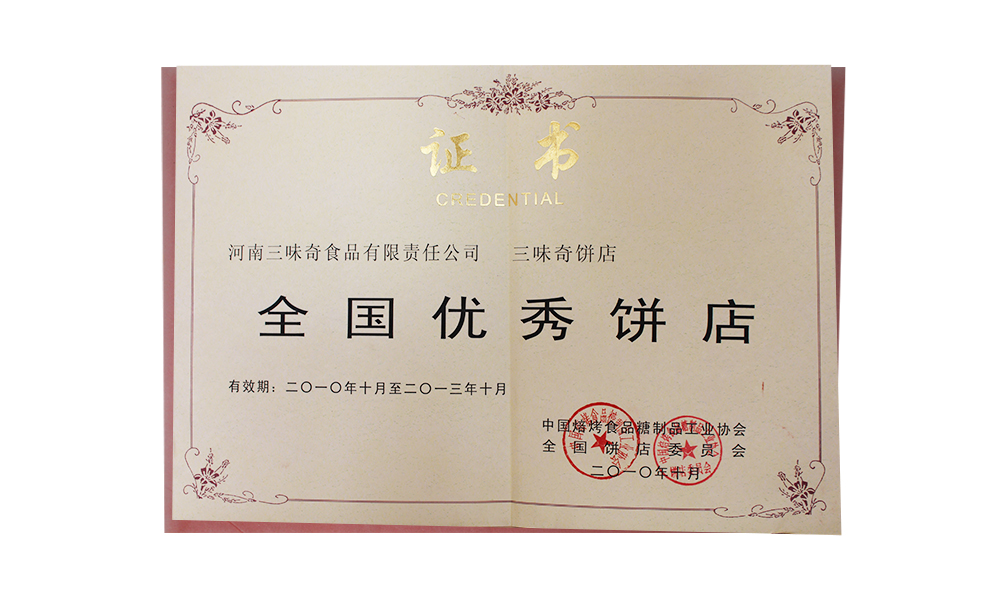 证书
CREDENTIAL
河南三味奇食品有限责任公司 三味奇饼店
全国优秀饼店
有效期：二〇一〇年十月至二〇一三年十月
中国焙烤食品糖制品工业协会
全国饼店委员会
二〇一〇年十月